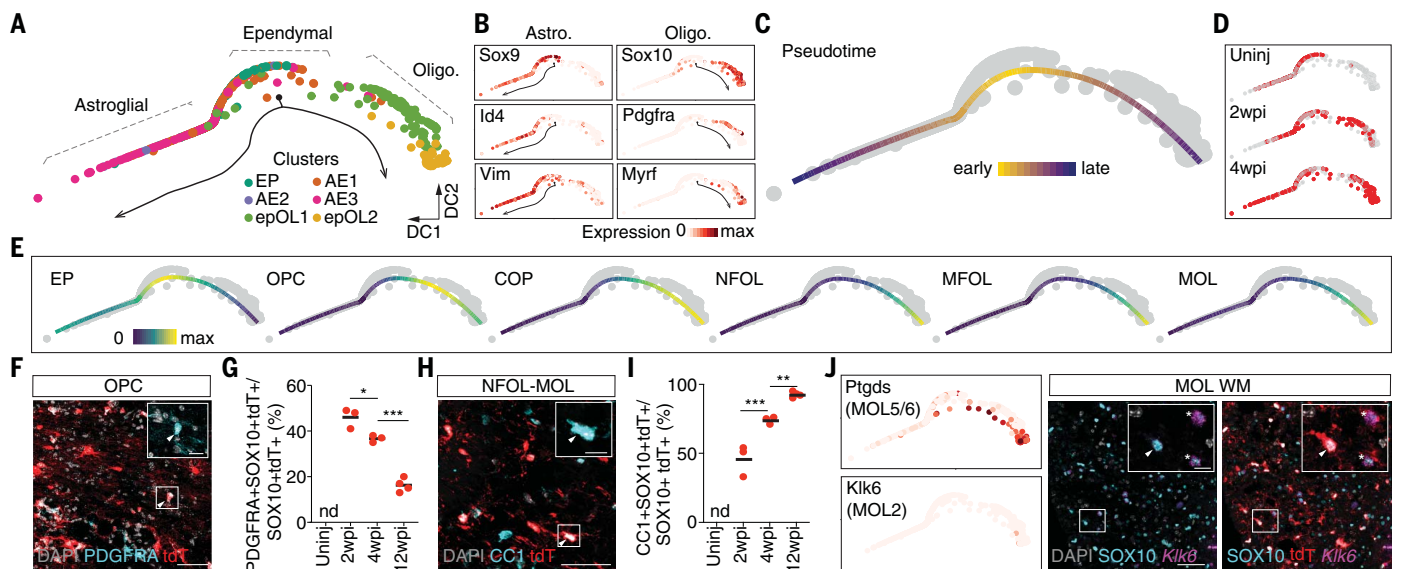 A
Ependymal
Oligo.
Astroglial
Clusters
EP
AE1
AE2
AE3
epOL1
epOL2
DC2
DC1
B
Astro.
Oligo.
Sox9
Sox10
Id4
Pdgfra
Vim
Myrf
Expression 0 max
C
Pseudotime
early late
D
Uninj
2wpi
4wpi
E
EP
OPC
COP
NFOL
MFOL
MOL
0 max
F
OPC
DAPI PDGFRA tdT
G
PDGFRA+SOX10+tdT+/
SOX10+tdT+ (%)
60
40
20
0
*
***
nd
Uninj
2wpi
4wpi
12wpi
H
NFOL-MOL
DAPI CC1 tdT
I
CC1+SOX10+tdT+/
SOX10+ tdT+ (%)
100
50
0
***
**
nd
Uninj
2wpi
4wpi
12wpi
J
Ptgds
(MOL5/6)
Klk6
(MOL2)
MOL WM
*
*
DAPI SOX10 Klk6
*
*
SOX10 tdT Klk6